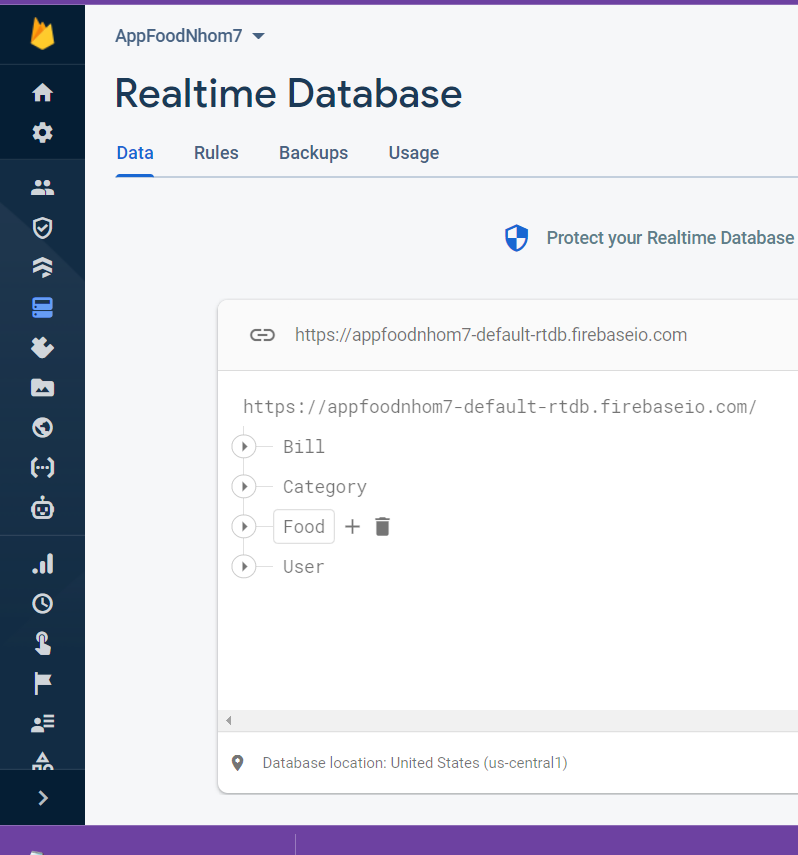 AppFoodNhom7
Realtime Database
Data Rules Backups Usage
Protect your Realtime Database
https://appfoodnhom7-default-rtdb.firebaseio.com
https://appfoodnhom7-default-rtdb.firebaseio.com/
Bill
Category
Food
User
Database location: United States (us-central1)